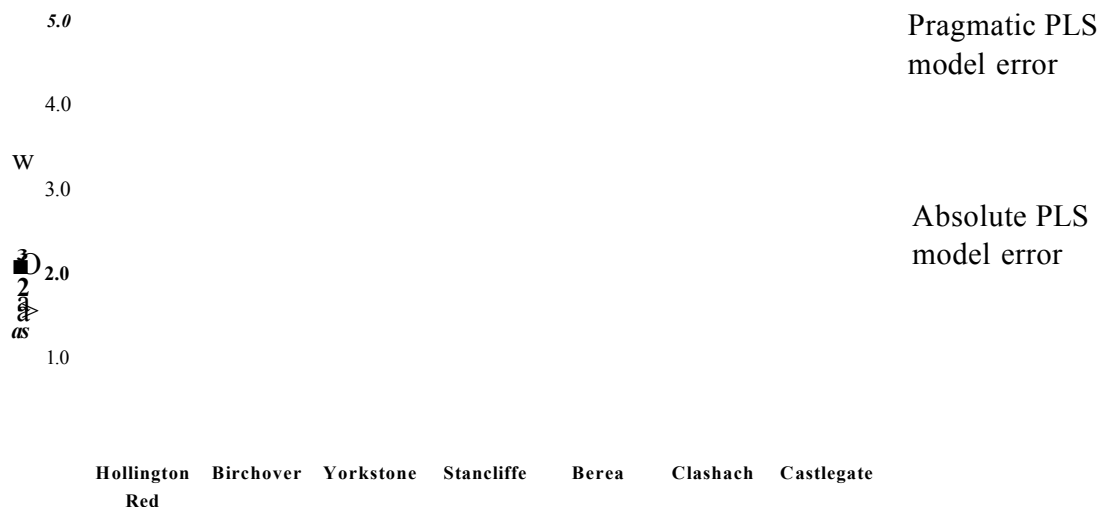 5.0
4.0
3.0
2.0
1.0
w
as
Pragmatic PLS
model error
Absolute PLS
model error
Hollington Red
Birchover
Yorkstone
Stancliffe
Berea
Clashach
Castlegate